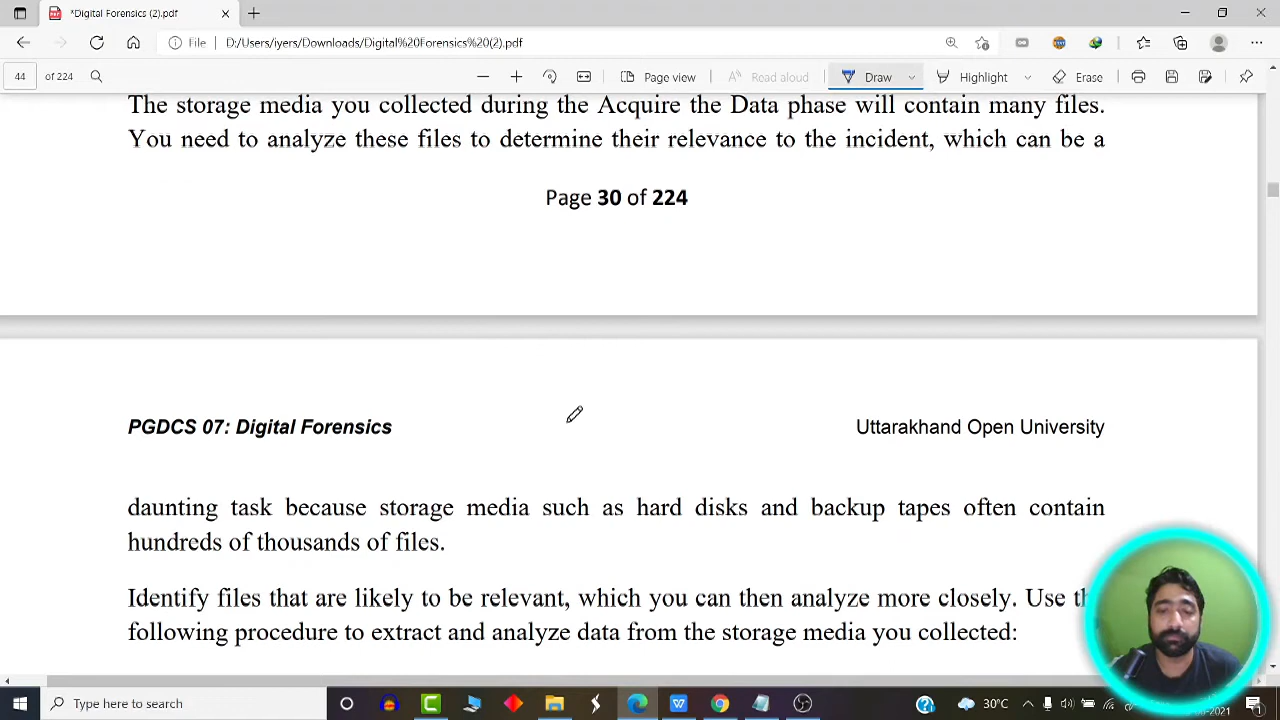 *Digital Forensics (2).pdf
File D:/Users/iyers/Downloads/Digital%20Forensics%20(2).pdf
44 of 224 Page view Read aloud Draw Highlight Erase
The storage media you collected during the Acquire the Data phase will contain many files.
You need to analyze these files to determine their relevance to the incident, which can be a
Page 30 of 224
PGDCS 07: Digital Forensics Uttarakhand Open University
daunting task because storage media such as hard disks and backup tapes often contain
hundreds of thousands of files.
Identify files that are likely to be relevant, which you can then analyze more closely. Use th
following procedure to extract and analyze data from the storage media you collected:
Type here to search 30°C